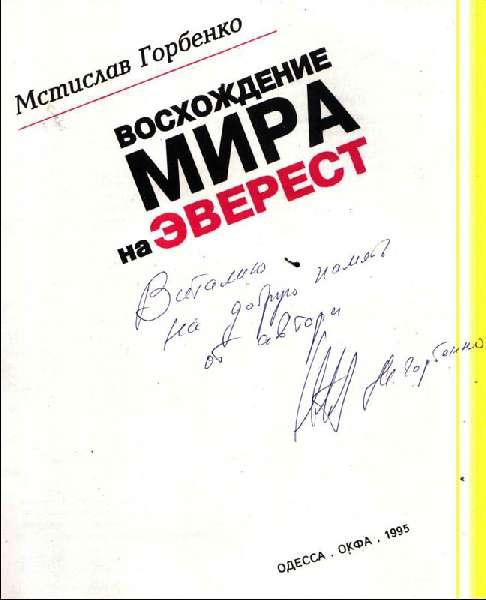 Мстислав Горбенко
ВОСХОЖДЕНИЕ
МИРА
на ЭВЕРЕСТ
Виталию
на добрую память
от автора
М. Горбенко
ОДЕССА . ОКФА . 1995